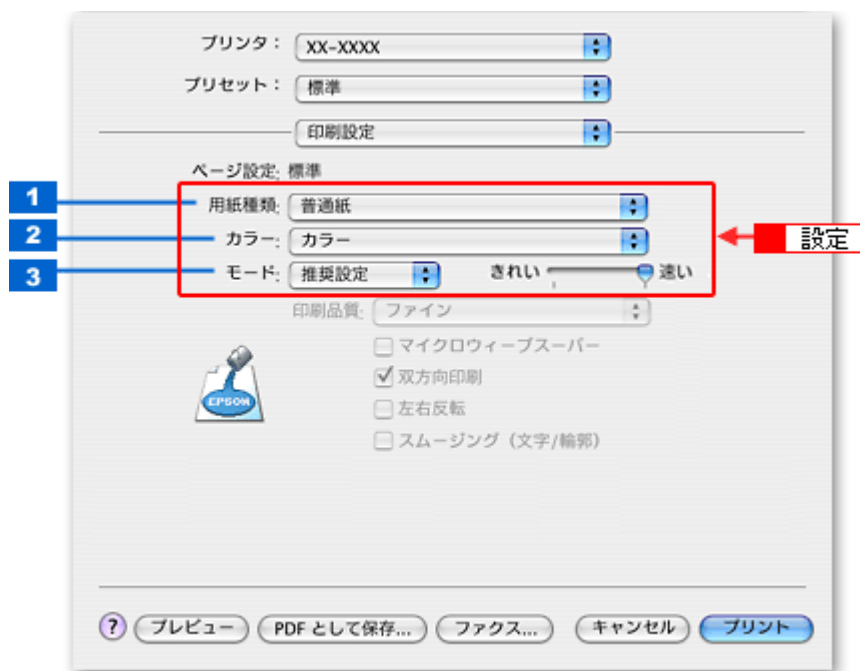 プリンタ： XX-XXXX
プリセット： 標準
印刷設定
ページ設定: 標準
1 用紙種類: 普通紙
2 カラー: カラー
設定
3 モード: 推奨設定 きれい 速い
印刷品質: ファイン
マイクロウィーブスーパー
双方向印刷
左右反転
スムージング（文字/輪郭）
EPSON
? プレビュー PDF として保存... ファクス... キャンセル プリント